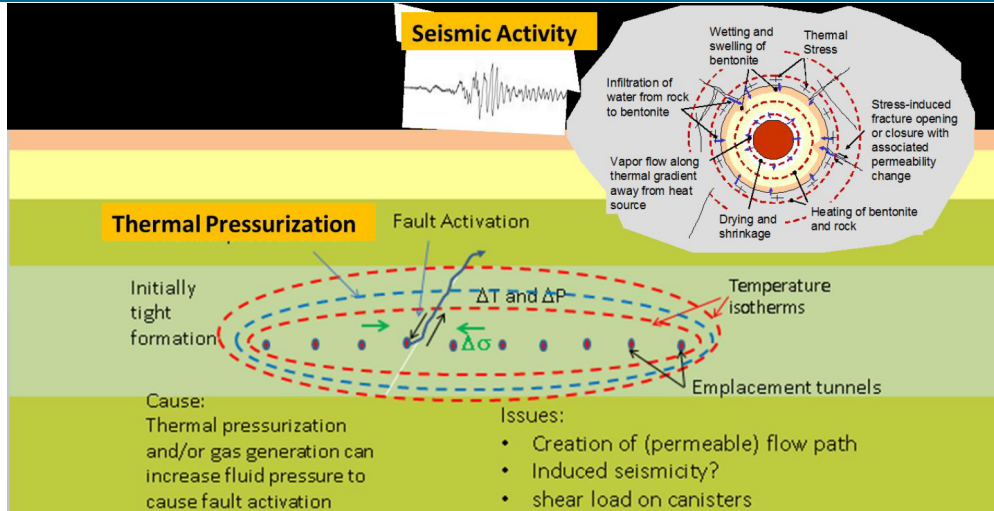 Seismic Activity
Wetting and
swelling of
bentonite
Thermal
Stress
Infiltration of
water from rock
to bentonite
Stress-induced
fracture opening
or closure with
associated
permeability
change
Vapor flow along
thermal gradient
away from heat
source
Drying and
shrinkage
Heating of bentonite
and rock
Thermal Pressurization
Fault Activation
Initially
tight
formation
ΔT and ΔP
Temperature
isotherms
Δσ
Emplacement tunnels
Cause:
Thermal pressurization
and/or gas generation can
increase fluid pressure to
cause fault activation
Issues:
• Creation of (permeable) flow path
• Induced seismicity?
• shear load on canisters